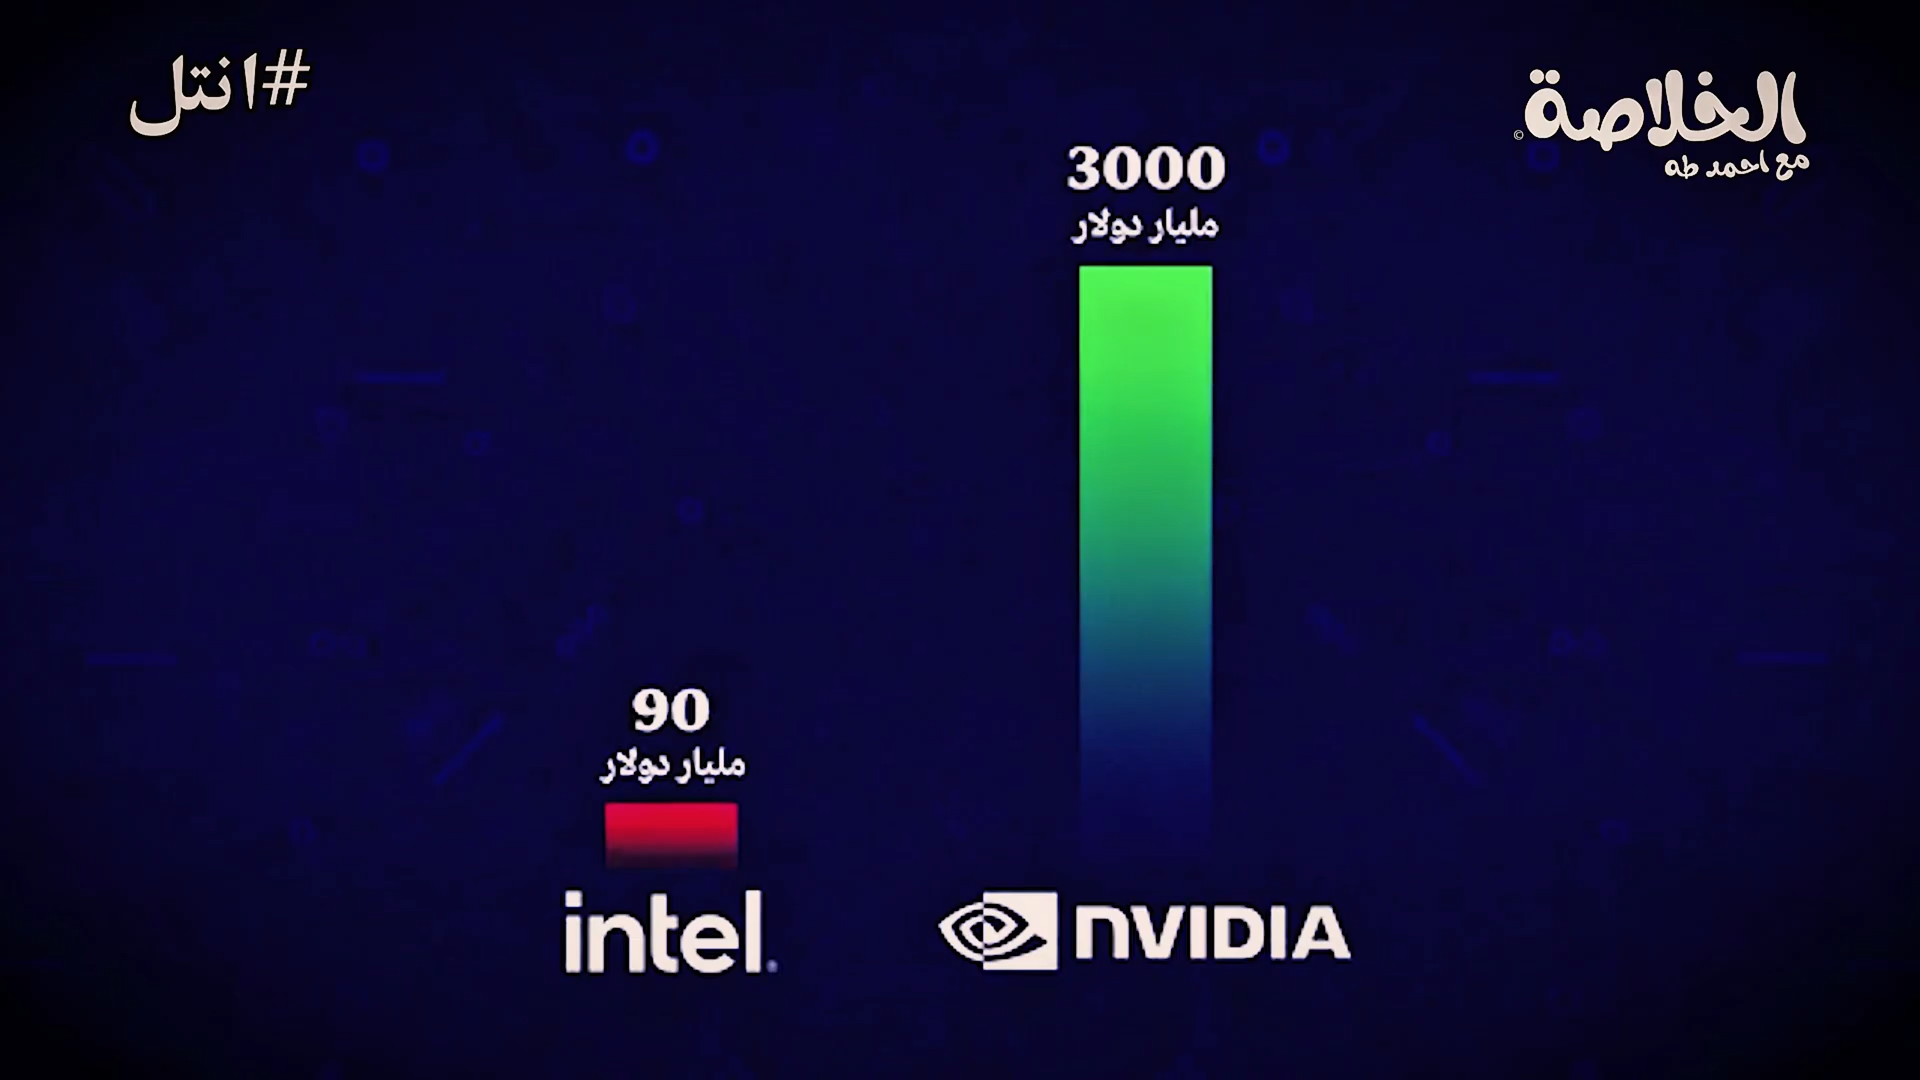 #انتل
الخلاصة
مع احمد طه
3000
مليار دولار
90
مليار دولار
intel.
NVIDIA